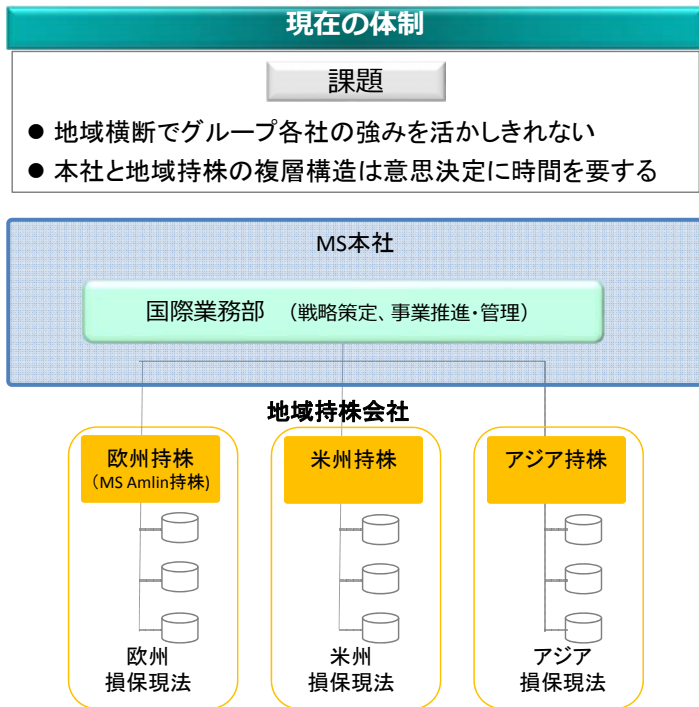 現在の体制
課題
● 地域横断でグループ各社の強みを活かしきれない
● 本社と地域持株の複層構造は意思決定に時間を要する
MS本社
国際業務部 （戦略策定、事業推進・管理）
地域持株会社
欧州持株
（MS Amlin持株)
米州持株
アジア持株
欧州
損保現法
米州
損保現法
アジア
損保現法